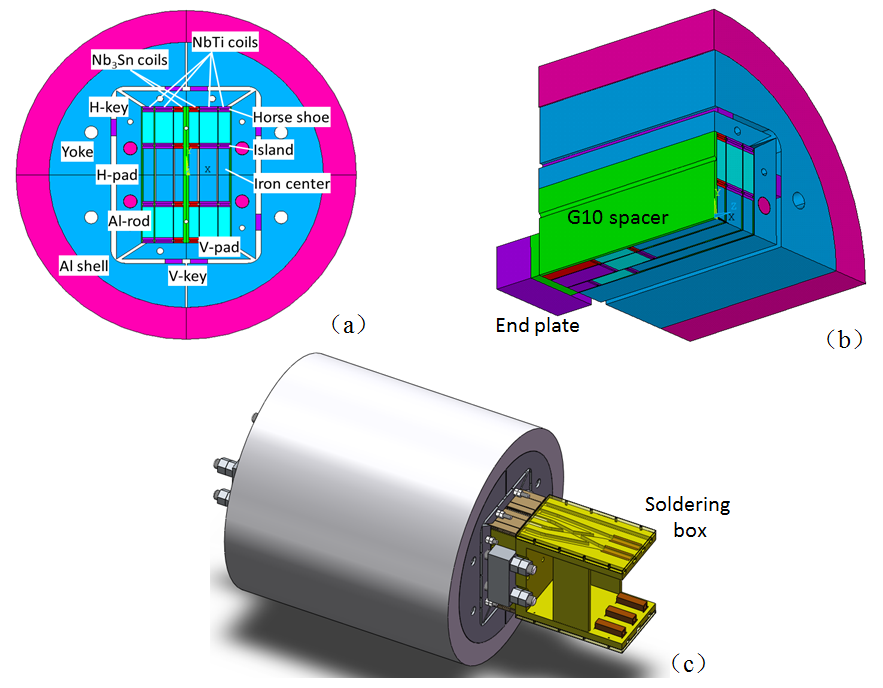 NbTi coils
Nb₃Sn coils
H-key
Horse shoe
Yoke
Island
H-pad
x
Iron center
Al-rod
V-pad
Al shell
V-key
(a)
G10 spacer
Y
Z
X
End plate
(b)
Soldering
box
(c)